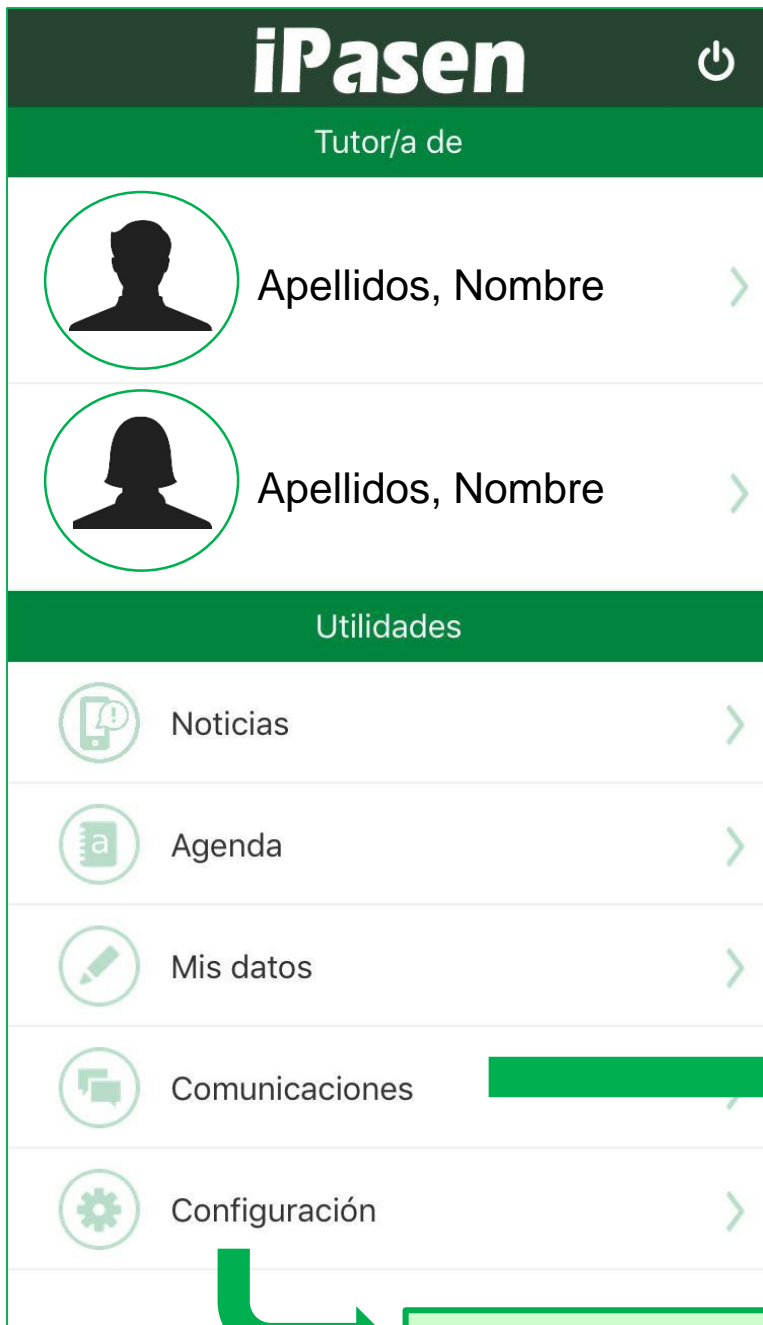 iPasen
Tutor/a de
Apellidos, Nombre
Apellidos, Nombre
Utilidades
Noticias
a
Agenda
Mis datos
Comunicaciones
Configuración